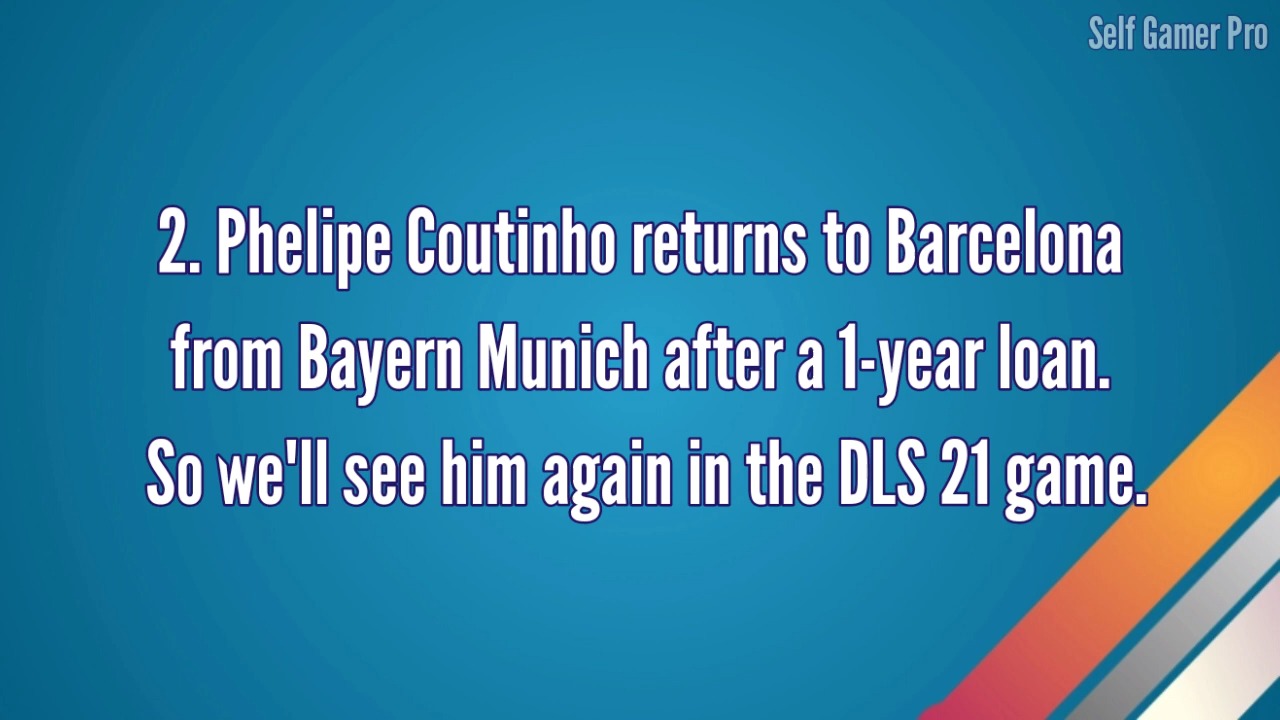 Self Gamer Pro
2. Phelipe Coutinho returns to Barcelona
from Bayern Munich after a 1-year loan.
So we'll see him again in the DLS 21 game.